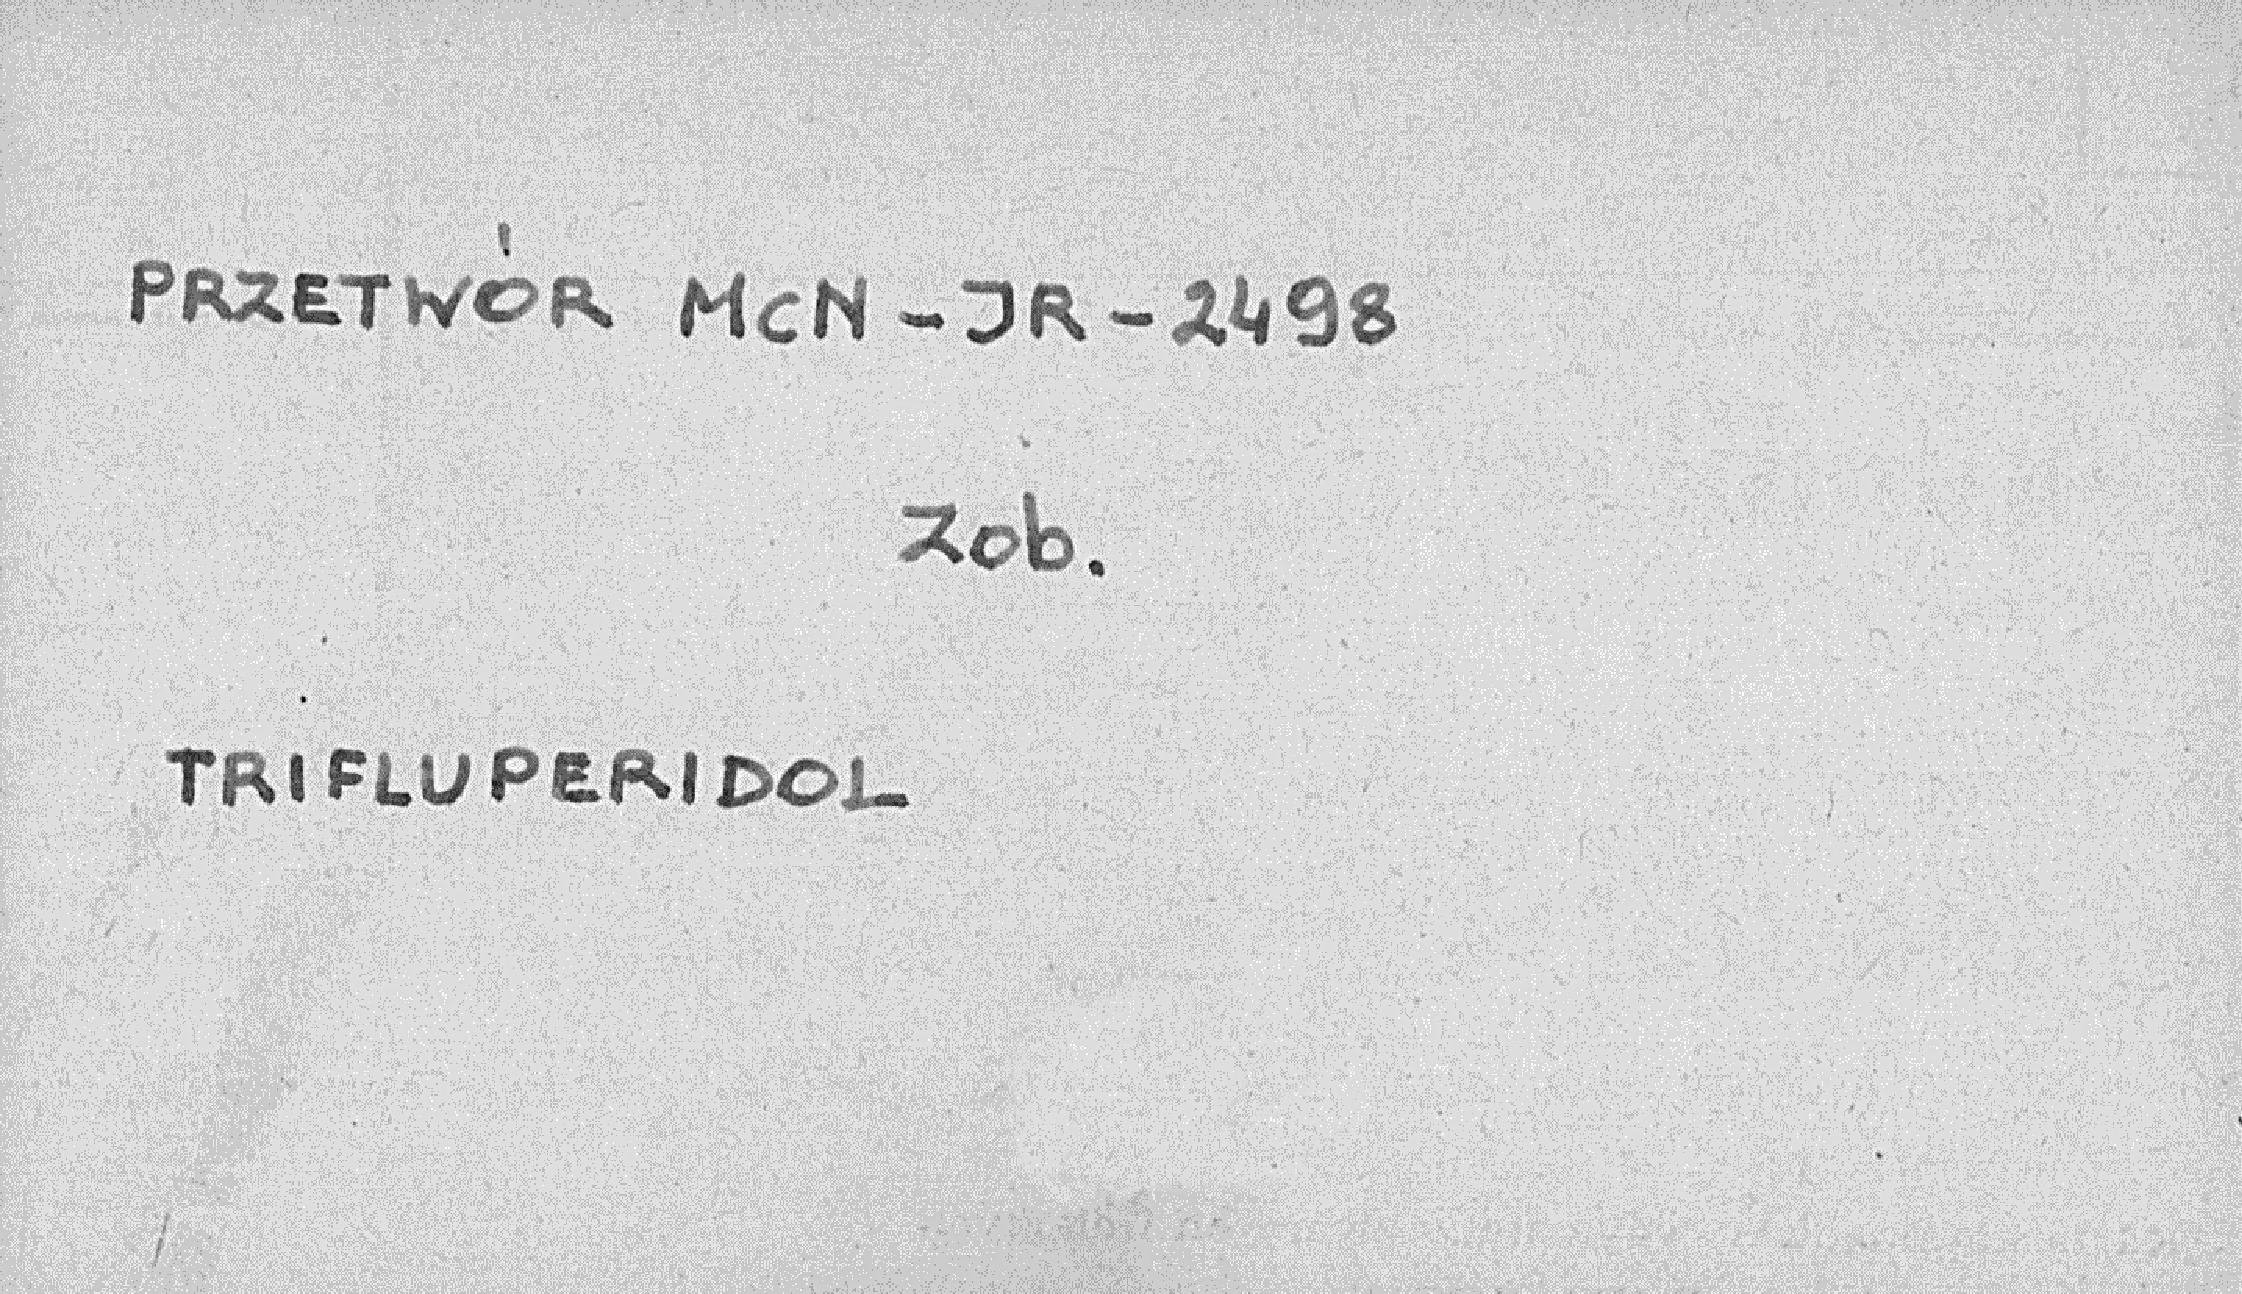 PRZETWÓR McN-JR-2498
Zob.
TRIFLUPERIDOL